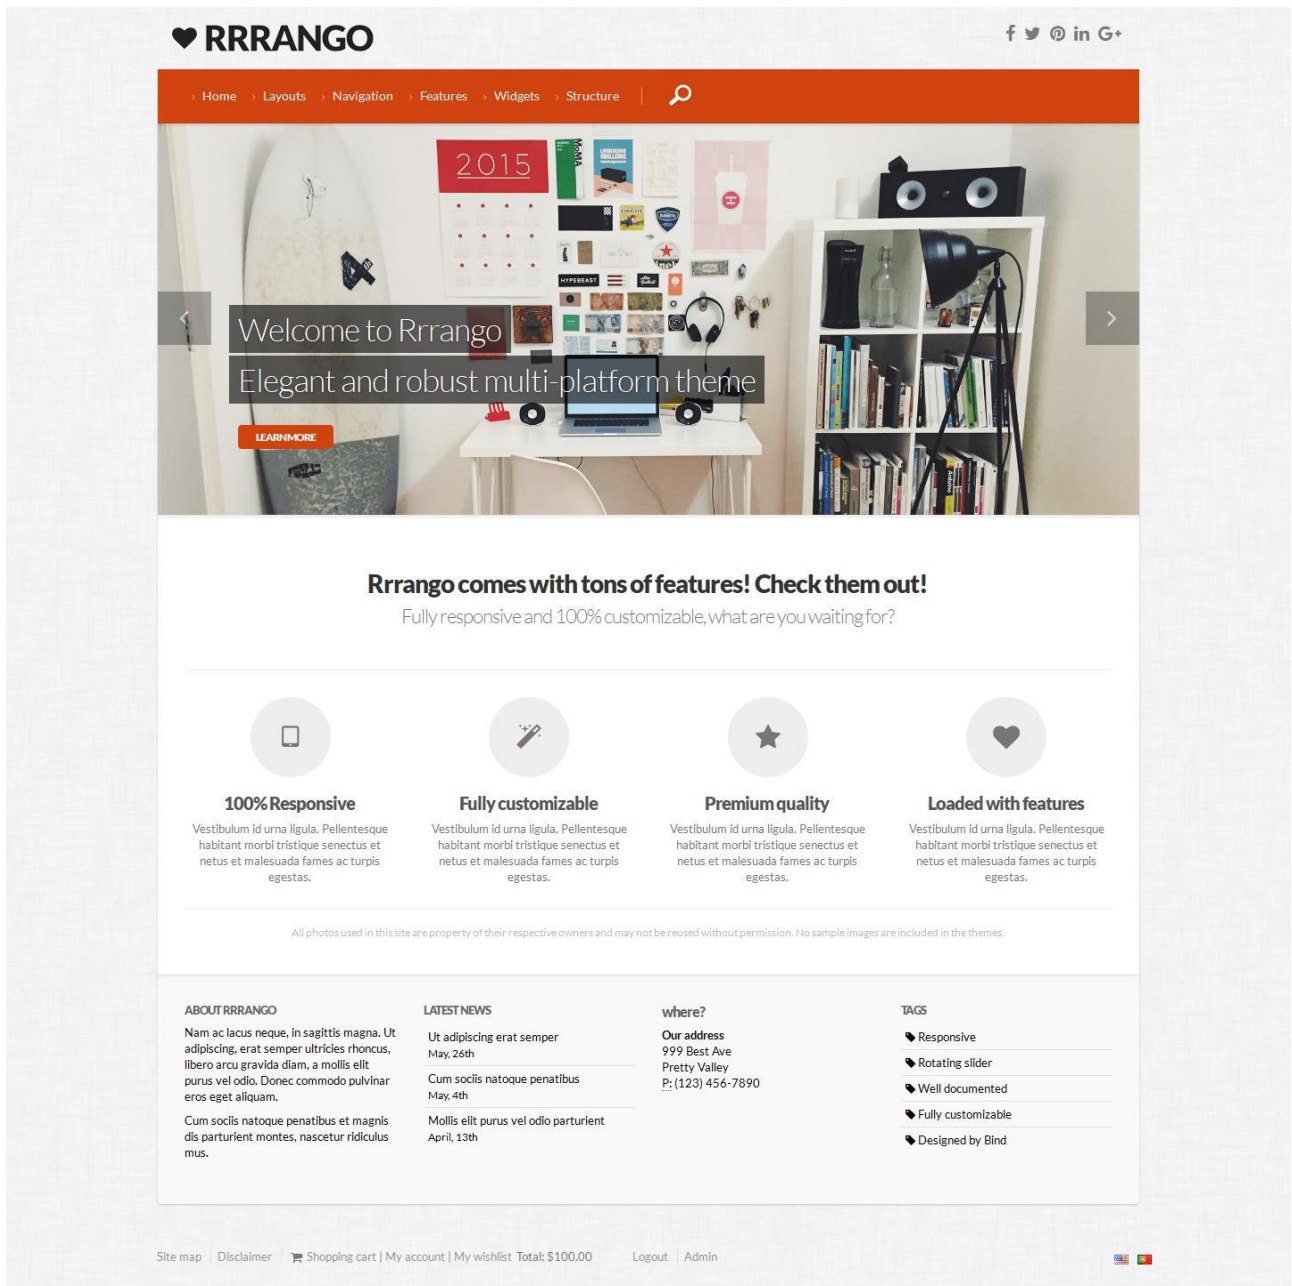 RRRANGO
Home Layouts Navigation Features Widgets Structure
2015
MoMA
HYPEBEAST
Welcome to Rrrango
Elegant and robust multi-platform theme
LEARN MORE
Rrrango comes with tons of features! Check them out!
Fully responsive and 100% customizable, what are you waiting for?
100% Responsive
Vestibulum id urna ligula. Pellentesque
habitant morbi tristique senectus et
netus et malesuada fames ac turpis
egestas.
Fully customizable
Vestibulum id urna ligula. Pellentesque
habitant morbi tristique senectus et
netus et malesuada fames ac turpis
egestas.
Premium quality
Vestibulum id urna ligula. Pellentesque
habitant morbi tristique senectus et
netus et malesuada fames ac turpis
egestas.
Loaded with features
Vestibulum id urna ligula. Pellentesque
habitant morbi tristique senectus et
netus et malesuada fames ac turpis
egestas.
All photos used in this site are property of their respective owners and may not be reused without permission. No sample images are included in the themes.
ABOUT RRRANGO
Nam ac lacus neque, in sagittis magna. Ut
adipiscing, erat semper ultricies rhoncus,
libero arcu gravida diam, a mollis elit
purus vel odio. Donec commodo pulvinar
eros eget aliquam.
Cum sociis natoque penatibus et magnis
dis parturient montes, nascetur ridiculus
mus.
LATEST NEWS
Ut adipiscing erat semper
May, 26th
Cum sociis natoque penatibus
May, 4th
Mollis elit purus vel odio parturient
April, 13th
where?
Our address
999 Best Ave
Pretty Valley
P: (123) 456-7890
TAGS
Responsive
Rotating slider
Well documented
Fully customizable
Designed by Bind
Site map Disclaimer Shopping cart | My account | My wishlist Total: $100.00 Logout Admin